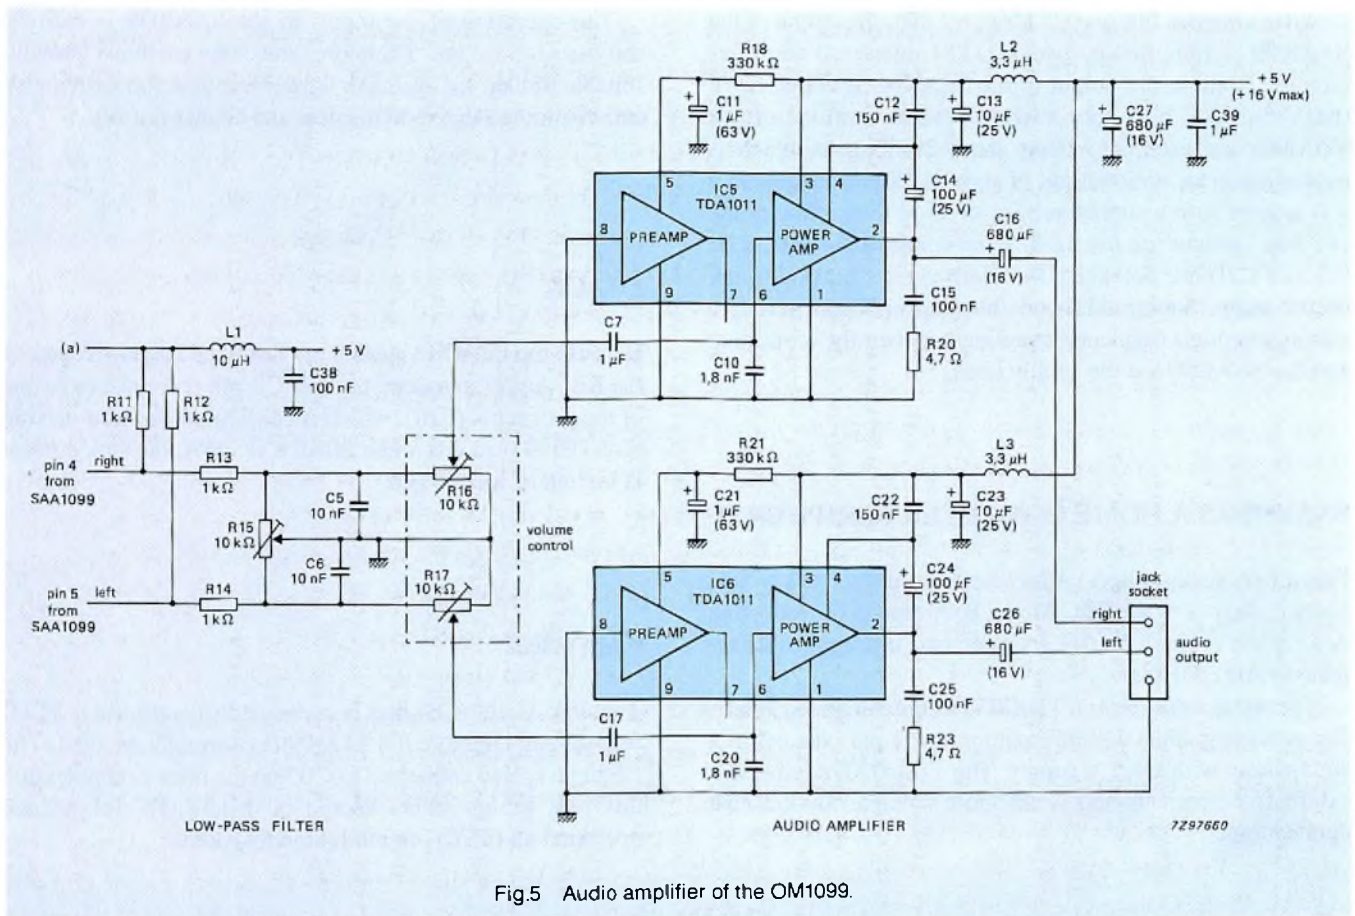 R18
330 kΩ
L2
3,3 μH
+ 5 V
(+ 16 V max)
+
C11
1 μF
(63 V)
C12
150 nF
+
C13
10 μF
(25 V)
+
C27
680 μF
(16 V)
C39
1 μF
5
IC5
TDA1011
3
4
+
C14
100 μF
(25 V)
8
PREAMP
POWER
AMP
2
C16
680 μF
+
(16 V)
9
7
6
1
C15
100 nF
C7
1 μF
C10
1,8 nF
R20
4,7 Ω
(a)
L1
10 μH
+ 5 V
C38
100 nF
R11
1 kΩ
R12
1 kΩ
pin 4
from
SAA1099
right
R13
1 kΩ
C5
10 nF
R16
10 kΩ
R15
10 kΩ
C6
10 nF
volume
control
R17
10 kΩ
pin 5
from
SAA1099
left
R14
1 kΩ
R21
330 kΩ
L3
3,3 μH
+
C21
1 μF
(63 V)
C22
150 nF
+
C23
10 μF
(25 V)
5
IC6
TDA1011
3
4
+
C24
100 μF
(25 V)
8
PREAMP
POWER
AMP
2
C26
680 μF
+
(16 V)
9
7
6
1
C25
100 nF
C17
1 μF
C20
1,8 nF
R23
4,7 Ω
jack
socket
right
left
audio
output
LOW-PASS FILTER
AUDIO AMPLIFIER
7Z97660
Fig.5 Audio amplifier of the OM1099.